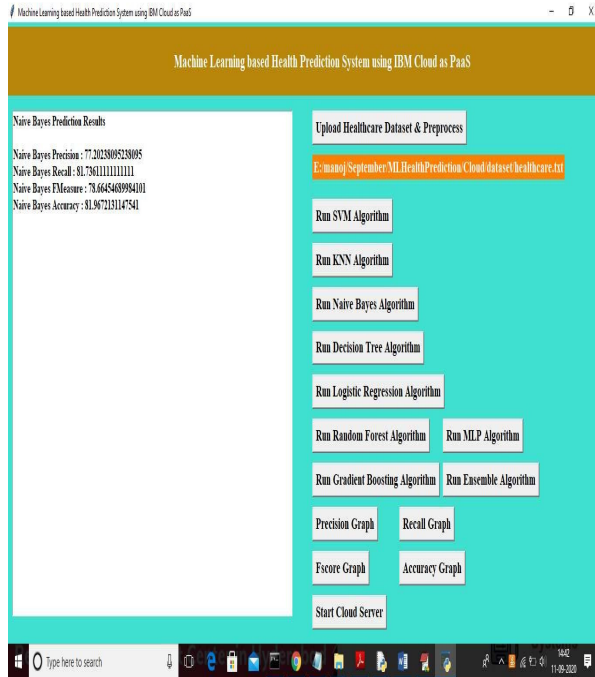 Machine Learning based Health Prediction System using IBM Cloud as PaaS
Machine Learning based Health Prediction System using IBM Cloud as PaaS
Naive Bayes Prediction Results
Naive Bayes Precision : 77.20238095238095
Naive Bayes Recall : 81.73611111111111
Naive Bayes FMeasure : 78.66454689984101
Naive Bayes Accuracy : 81.9672131147541
Upload Healthcare Dataset & Preprocess
E:/manoj/September/MLHealthPrediction/Cloud/dataset/healthcare.txt
Run SVM Algorithm
Run KNN Algorithm
Run Naive Bayes Algorithm
Run Decision Tree Algorithm
Run Logistic Regression Algorithm
Run Random Forest Algorithm Run MLP Algorithm
Run Gradient Boosting Algorithm Run Ensemble Algorithm
Precision Graph Recall Graph
Fscore Graph Accuracy Graph
Start Cloud Server
Type here to search
14:42
11-09-2020